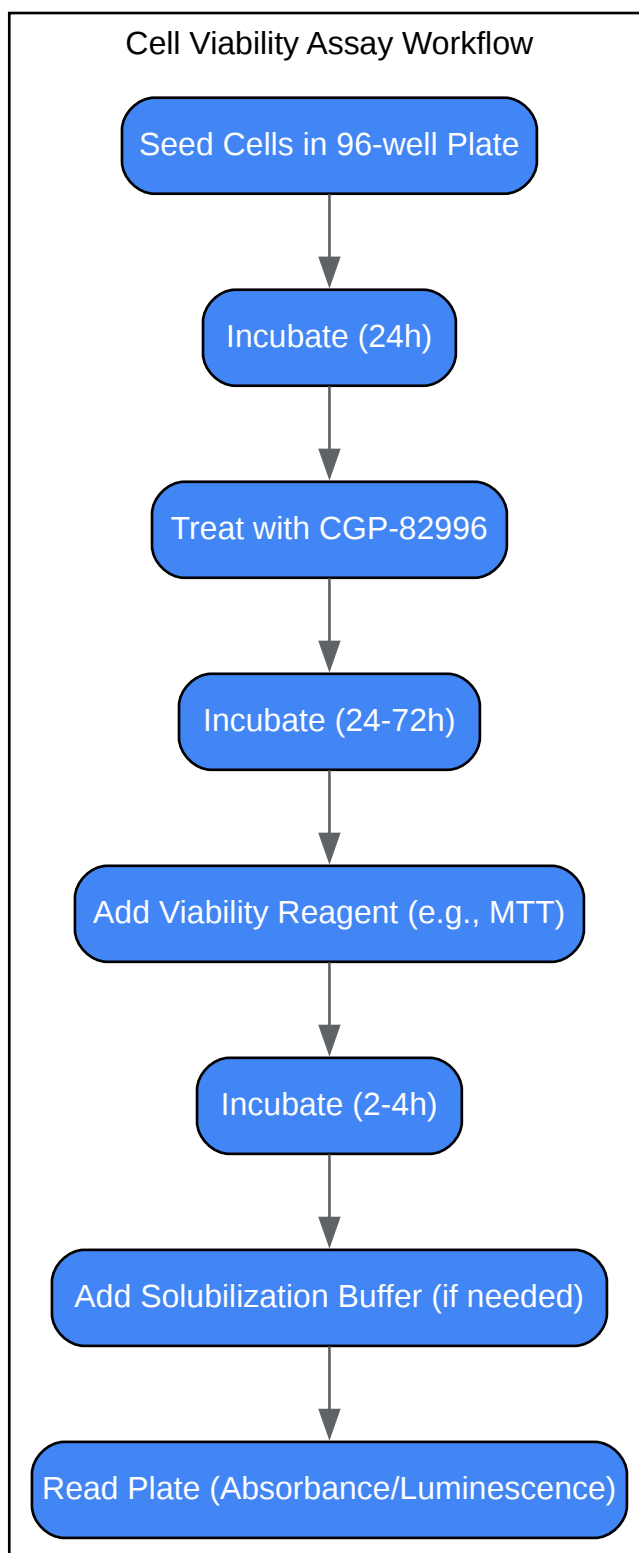 Cell Viability Assay Workflow
Seed Cells in 96-well Plate
Incubate (24h)
Treat with CGP-82996
Incubate (24-72h)
Add Viability Reagent (e.g., MTT)
Incubate (2-4h)
Add Solubilization Buffer (if needed)
Read Plate (Absorbance/Luminescence)